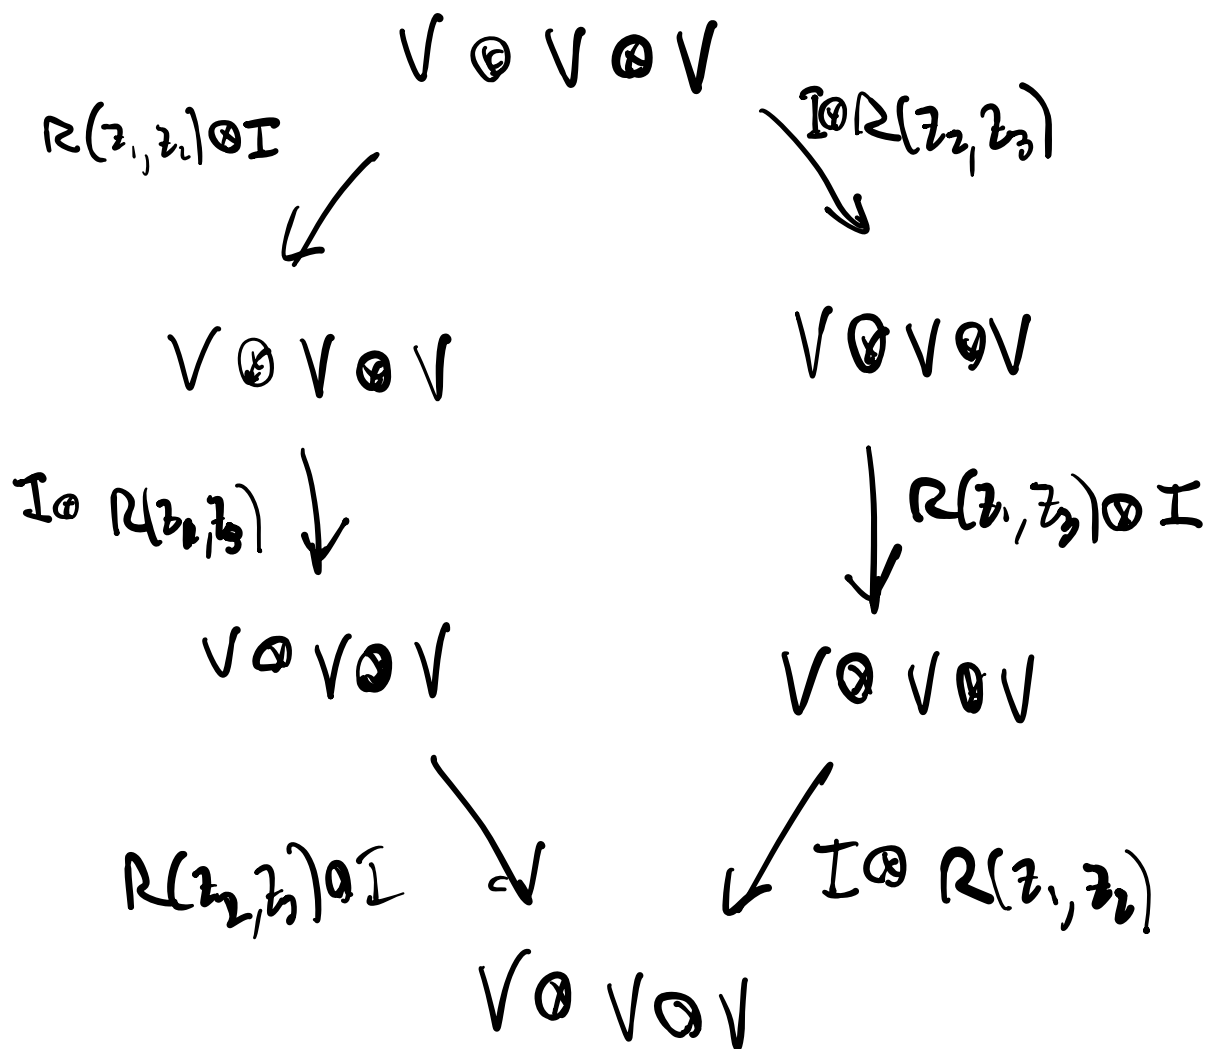 V ⊗ V ⊗ V
R(z₁, z₂) ⊗ I
I ⊗ R(z₂, z₃)
V ⊗ V ⊗ V
V ⊗ V ⊗ V
I ⊗ R(z₁, z₃)
R(z₁, z₃) ⊗ I
V ⊗ V ⊗ V
V ⊗ V ⊗ V
R(z₂, z₃) ⊗ I
I ⊗ R(z₁, z₂)
V ⊗ V ⊗ V